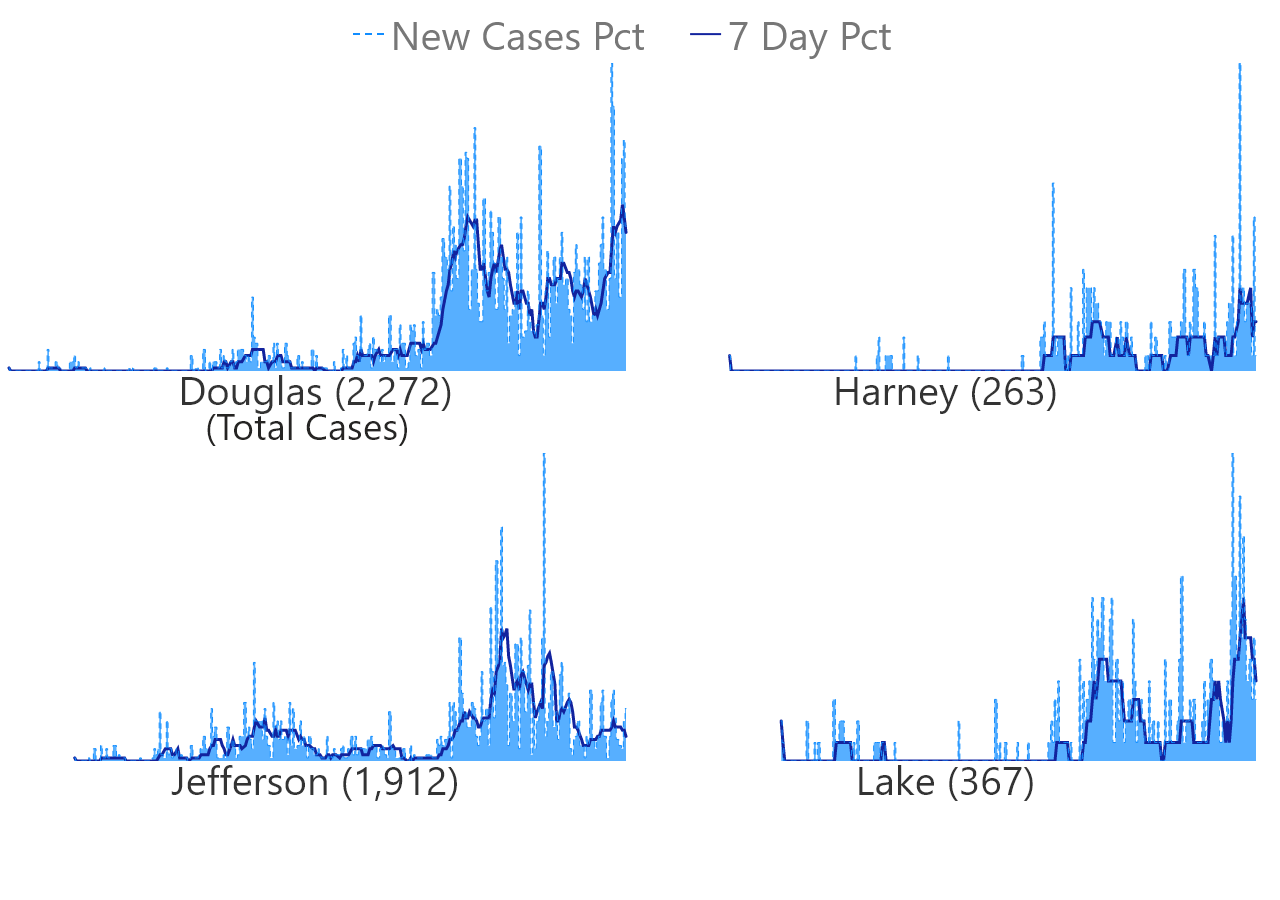 New Cases Pct 7 Day Pct
Douglas (2,272)
(Total Cases)
Harney (263)
Jefferson (1,912)
Lake (367)